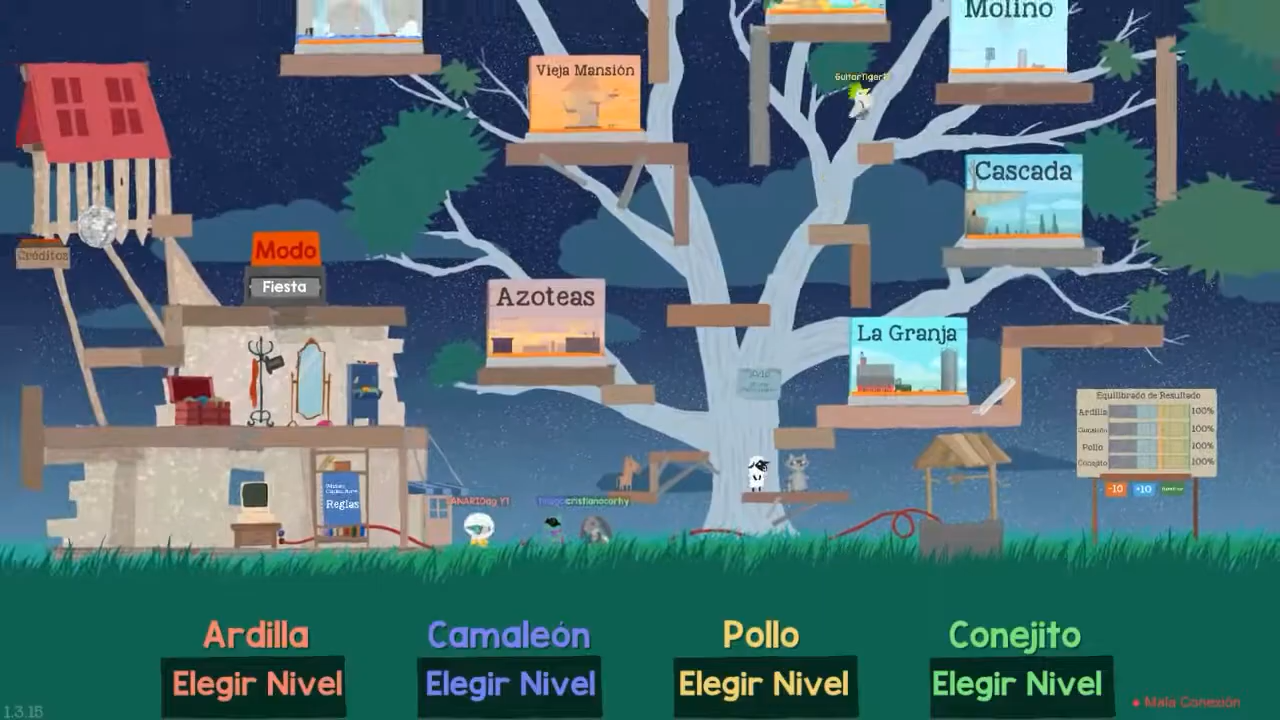 Molino
Vieja Mansión
GuitarTiger
Cascada
Créditos
Modo
Fiesta
Azoteas
La Granja
Equilibrado de Resultado
Ardilla 100%
100%
Pollo 100%
Conejito 100%
-10 +10
Reglas
Ardilla
Elegir Nivel
Camaleón
Elegir Nivel
Pollo
Elegir Nivel
Conejito
Elegir Nivel
Mala Conexión
1.3.15